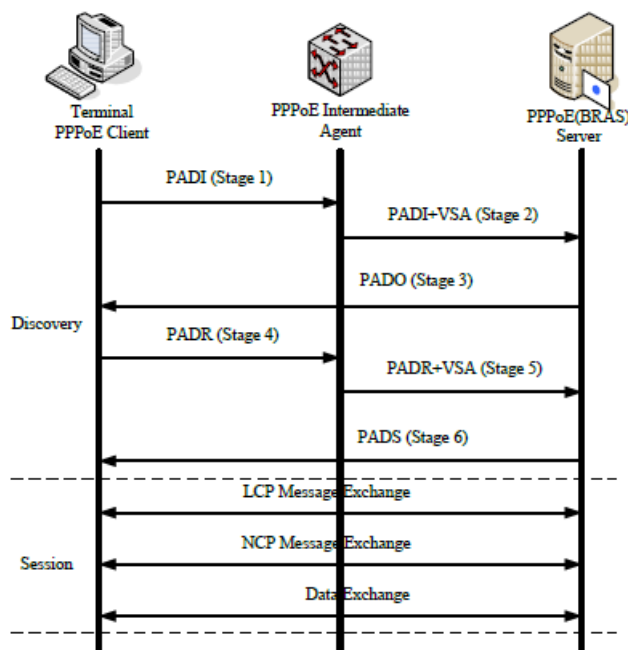 Terminal
PPPoE Client
PPPoE Intermediate
Agent
PPPoE(BRAS)
Server
PADI (Stage 1)
PADI+VSA (Stage 2)
PADO (Stage 3)
Discovery
PADR (Stage 4)
PADR+VSA (Stage 5)
PADS (Stage 6)
LCP Message Exchange
NCP Message Exchange
Session
Data Exchange